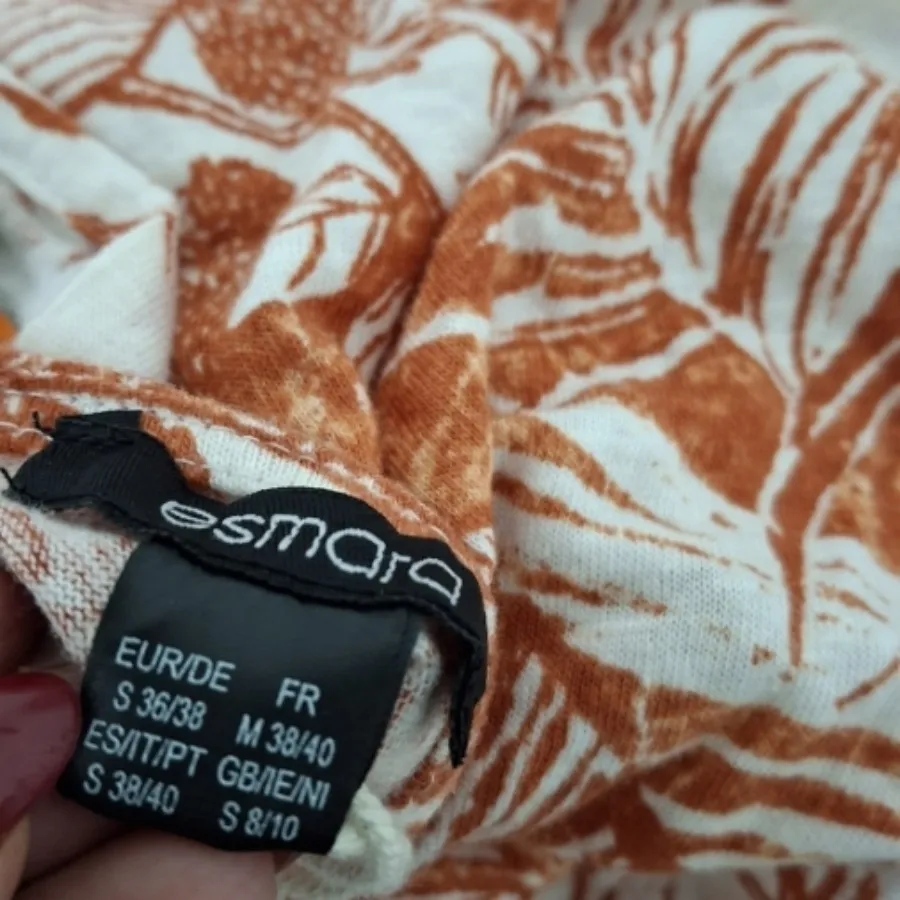 esmara
EUR/DE FR
S 36/38 M 38/40
ES/IT/PT GB/IE/NI
S 38/40 S 8/10